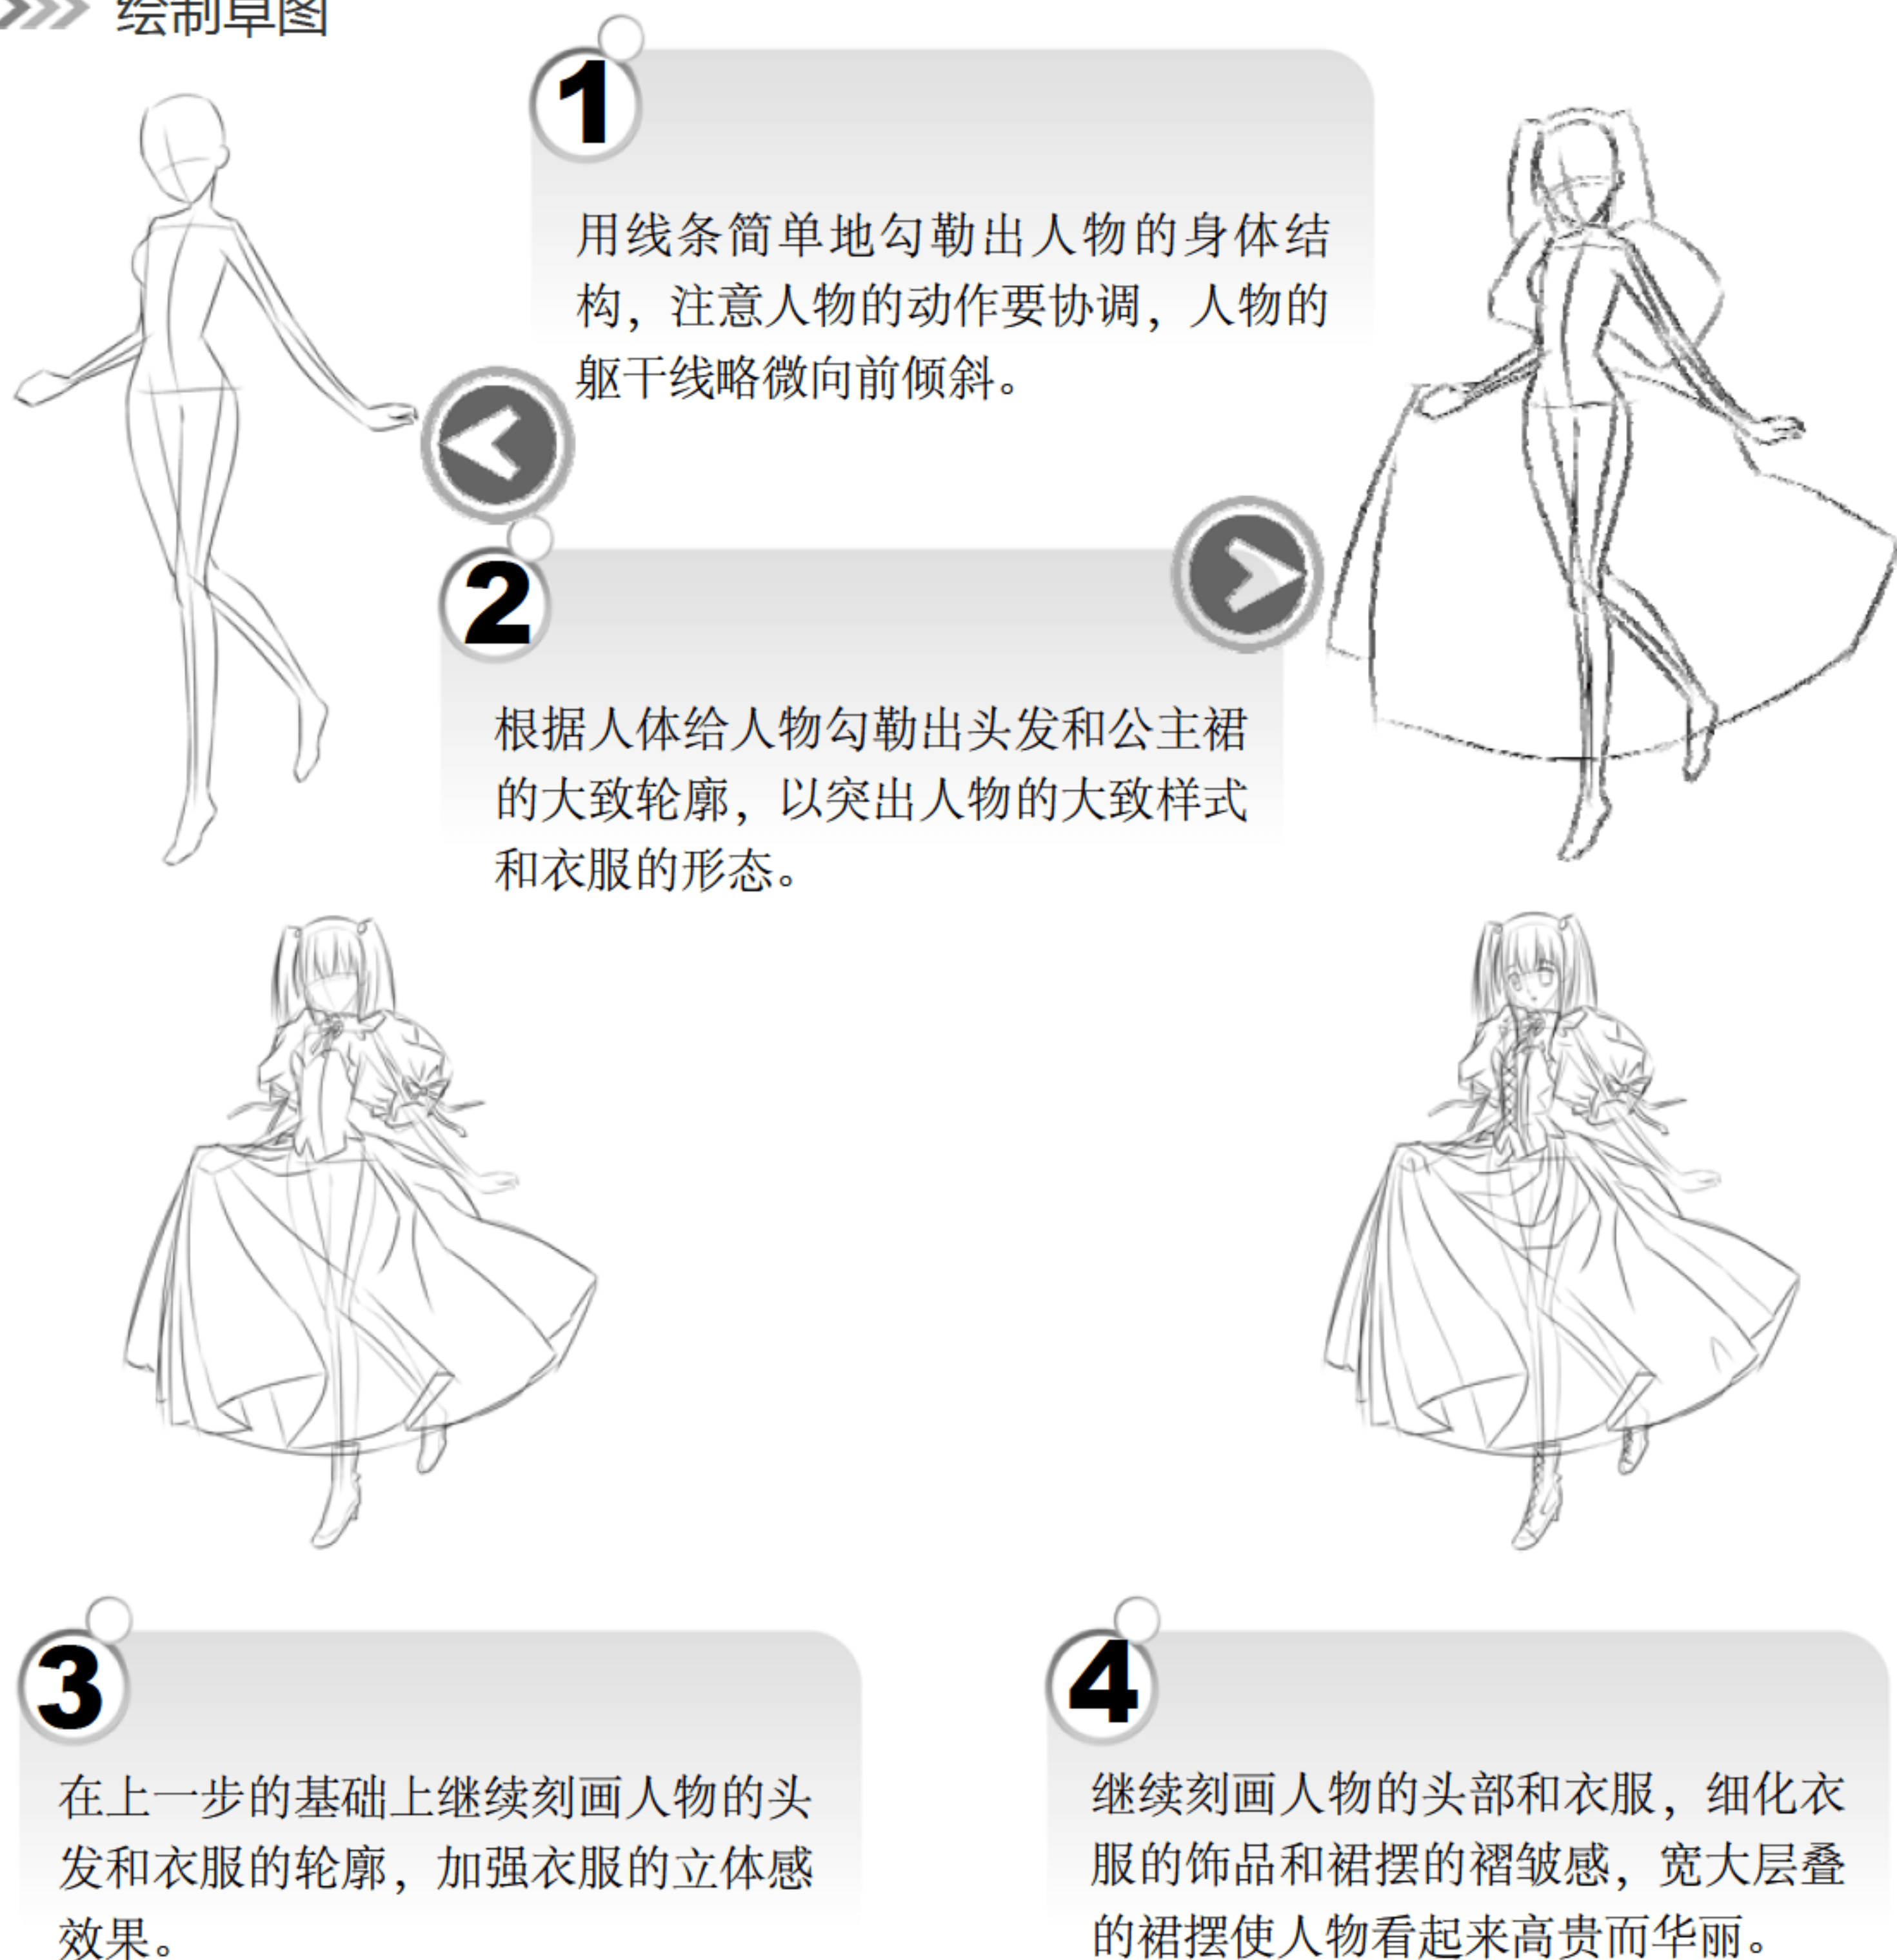 绘制草图
1
用线条简单地勾勒出人物的身体结
构，注意人物的动作要协调，人物的
躯干线略微向前倾斜。
2
根据人体给人物勾勒出头发和公主裙
的大致轮廓，以突出人物的大致样式
和衣服的形态。
3
在上一步的基础上继续刻画人物的头
发和衣服的轮廓，加强衣服的立体感
效果。
4
继续刻画人物的头部和衣服，细化衣
服的饰品和裙摆的褶皱感，宽大层叠
的裙摆使人物看起来高贵而华丽。